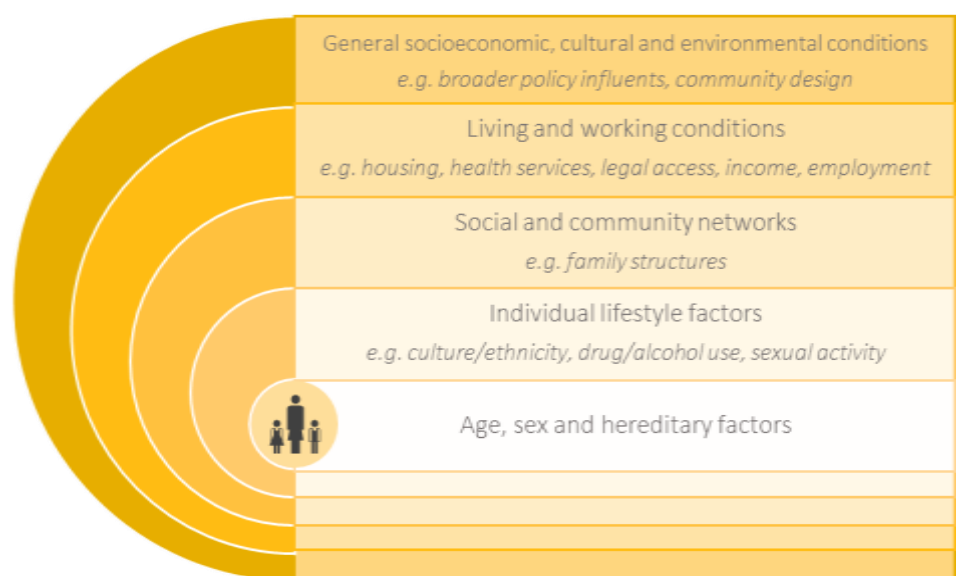 General socioeconomic, cultural and environmental conditions
e.g. broader policy influents, community design
Living and working conditions
e.g. housing, health services, legal access, income, employment
Social and community networks
e.g. family structures
Individual lifestyle factors
e.g. culture/ethnicity, drug/alcohol use, sexual activity
Age, sex and hereditary factors